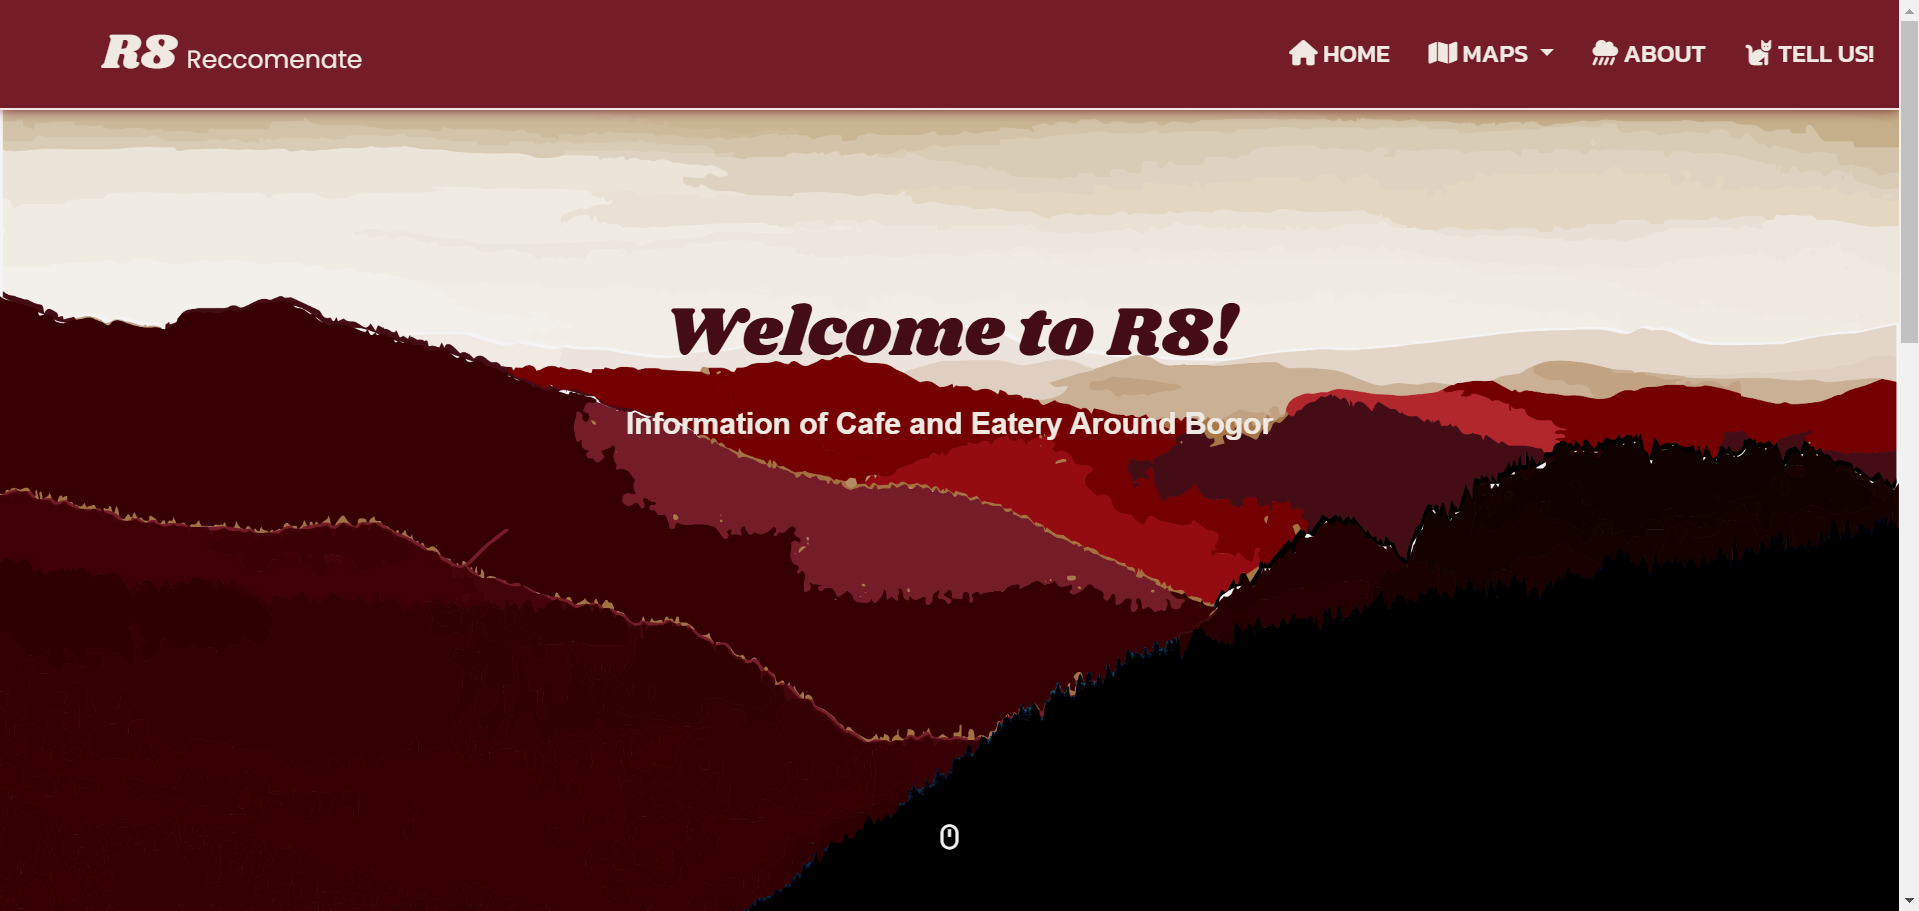 R8 Reccomenate
HOME
MAPS
ABOUT
TELL US!
Welcome to R8!
Information of Cafe and Eatery Around Bogor